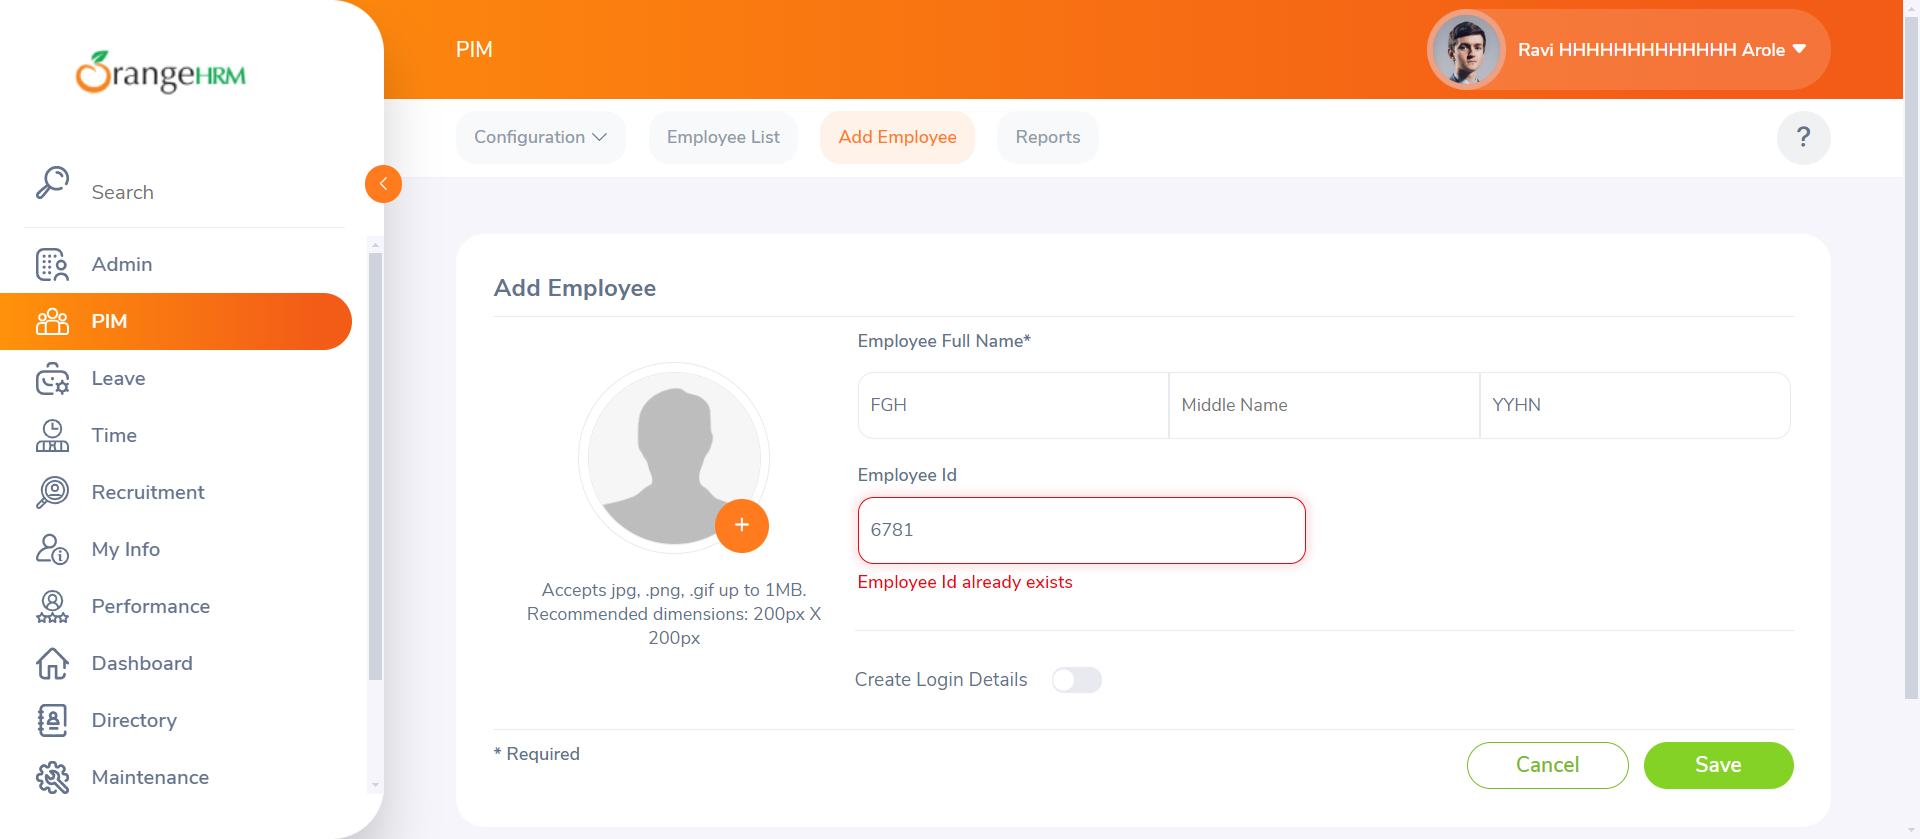 OrangeHRM
Search
Admin
PIM
Leave
Time
Recruitment
My Info
Performance
Dashboard
Directory
Maintenance
PIM
Ravi HHHHHHHHHHHHH Arole
Configuration
Employee List
Add Employee
Reports
?
Add Employee
Accepts jpg, .png, .gif up to 1MB.
Recommended dimensions: 200px X
200px
Employee Full Name*
FGH
Middle Name
YYHN
Employee Id
6781
Employee Id already exists
Create Login Details
* Required
Cancel
Save